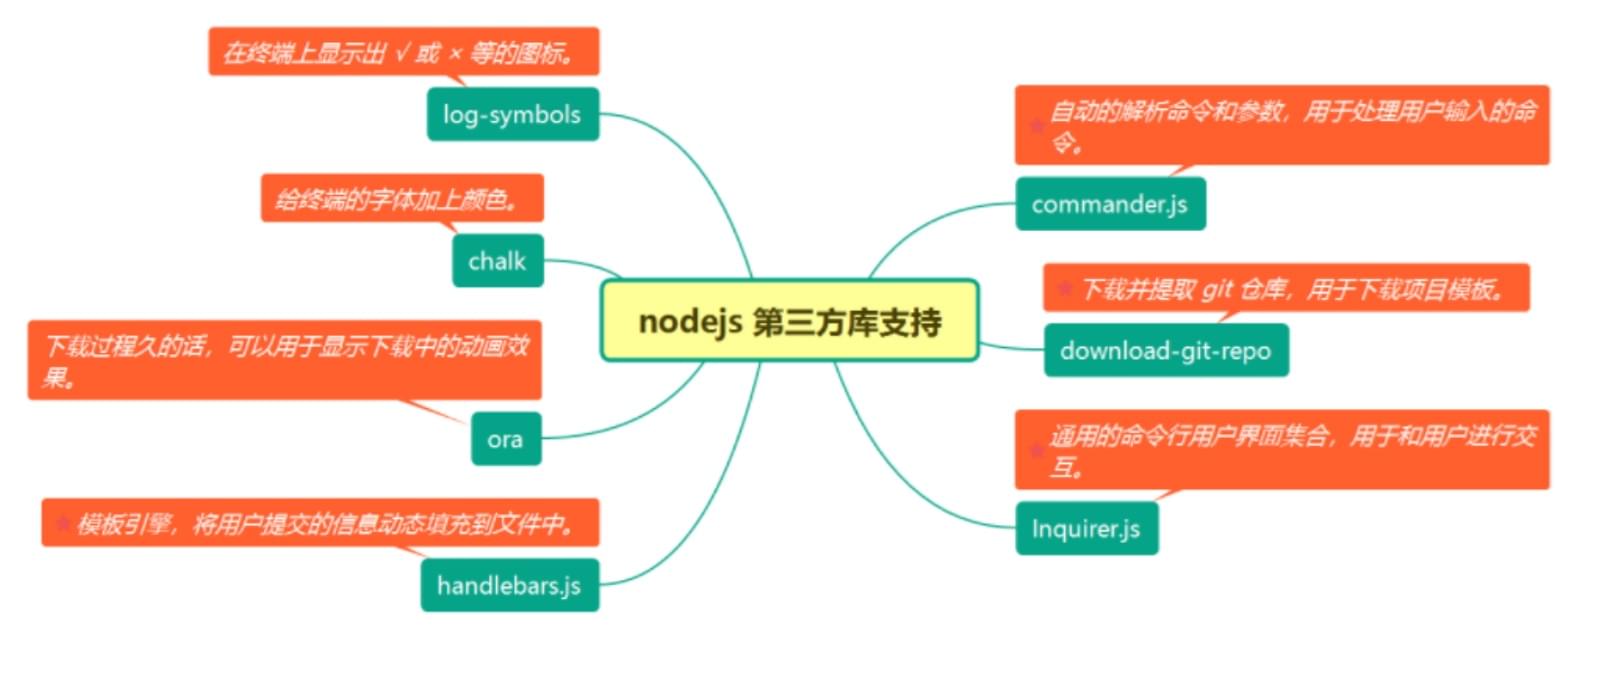 在终端上显示出 √ 或 × 等的图标。
log-symbols
给终端的字体加上颜色。
chalk
下载过程久的话，可以用于显示下载中的动画效
果。
ora
模板引擎，将用户提交的信息动态填充到文件中。
handlebars.js
nodejs 第三方库支持
自动的解析命令和参数，用于处理用户输入的命
令。
commander.js
下载并提取 git 仓库，用于下载项目模板。
download-git-repo
通用的命令行用户界面集合，用于和用户进行交
互。
Inquirer.js